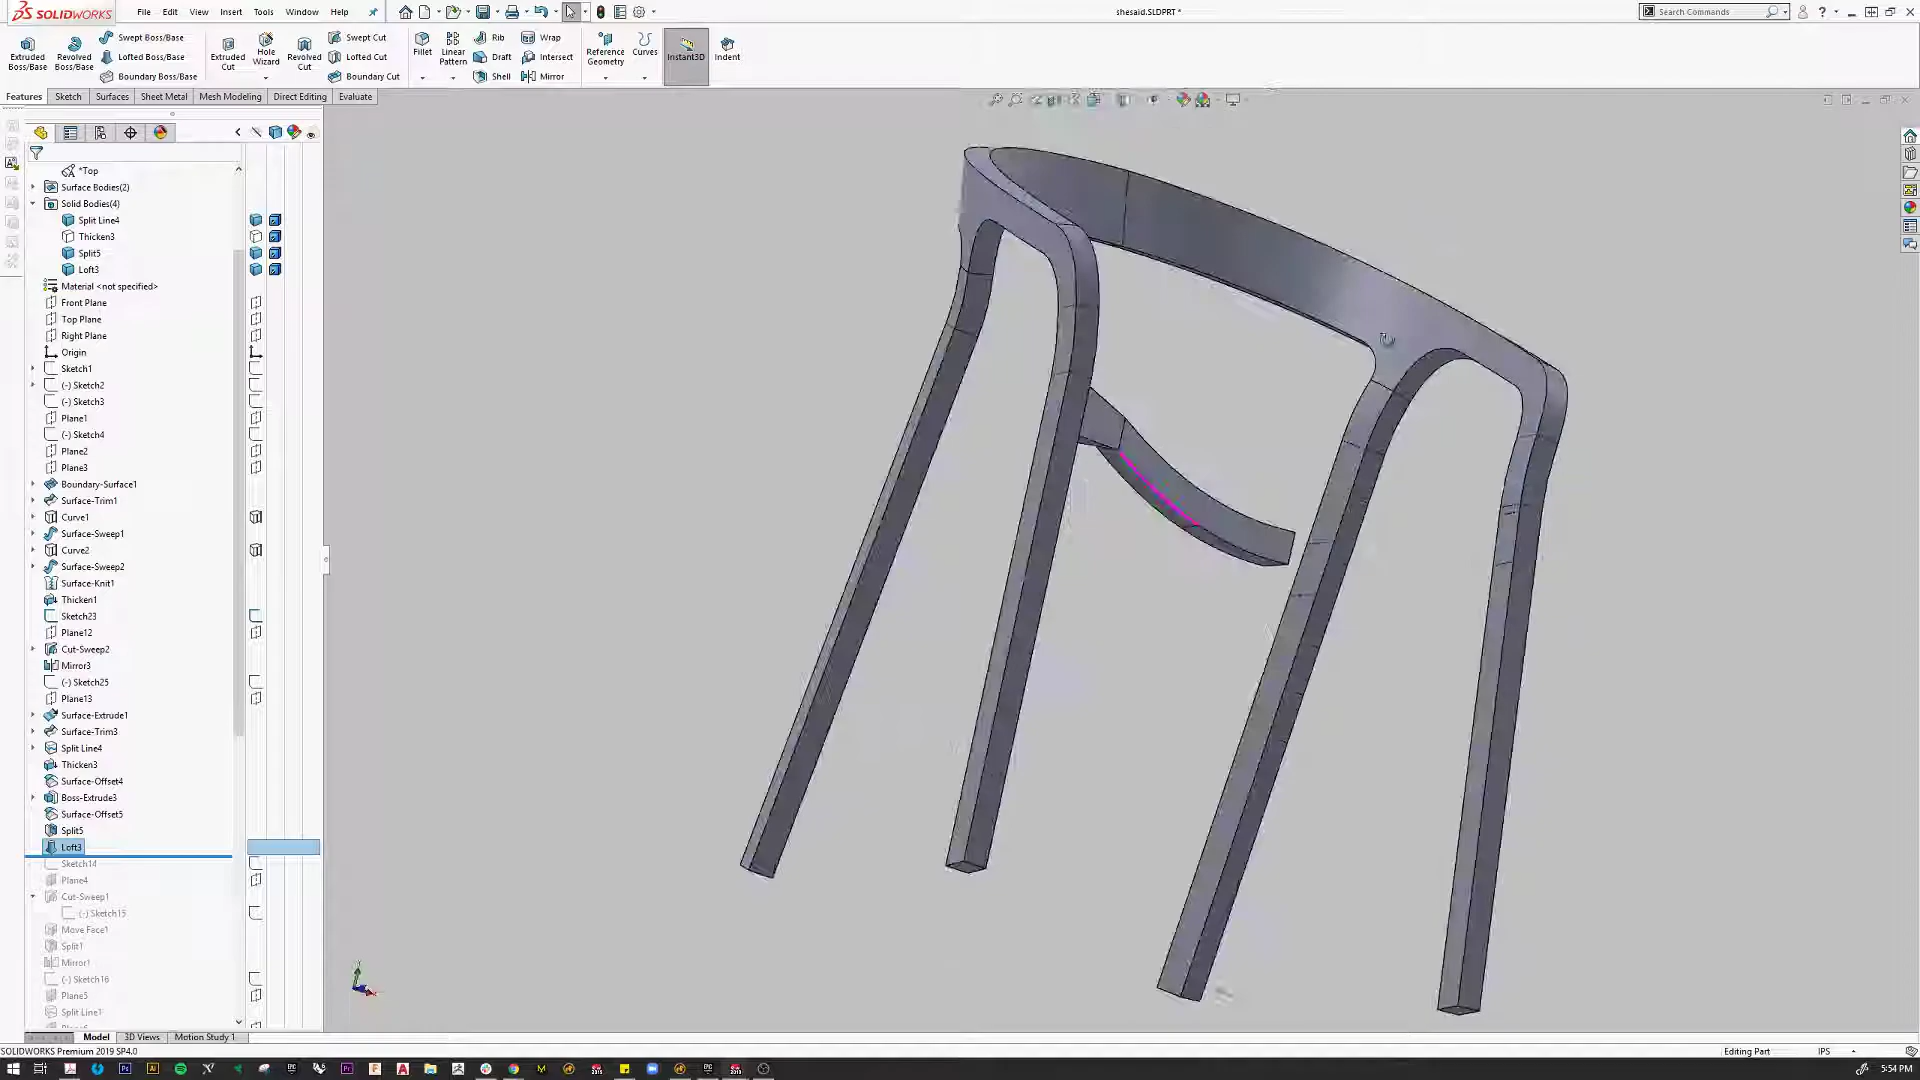 SOLIDWORKS
File Edit View Insert Tools Window Help
shesaid.SLDPRT *
Search Commands
Extruded Boss/Base
Revolved Boss/Base
Swept Boss/Base
Lofted Boss/Base
Boundary Boss/Base
Extruded Cut
Hole Wizard
Revolved Cut
Swept Cut
Lofted Cut
Boundary Cut
Fillet
Linear Pattern
Rib
Draft
Shell
Wrap
Intersect
Mirror
Reference Geometry
Curves
Instant3D
Indent
Features Sketch Surfaces Sheet Metal Mesh Modeling Direct Editing Evaluate
*Top
Surface Bodies(2)
Solid Bodies(4)
Split Line4
Thicken3
Split5
Loft3
Material <not specified>
Front Plane
Top Plane
Right Plane
Origin
Sketch1
(-) Sketch2
(-) Sketch3
Plane1
(-) Sketch4
Plane2
Plane3
Boundary-Surface1
Surface-Trim1
Curve1
Surface-Sweep1
Curve2
Surface-Sweep2
Surface-Knit1
Thicken1
Sketch23
Plane12
Cut-Sweep2
Mirror3
(-) Sketch25
Plane13
Surface-Extrude1
Surface-Trim3
Split Line4
Thicken3
Surface-Offset4
Boss-Extrude3
Surface-Offset5
Split5
Loft3
Sketch14
Plane4
Cut-Sweep1
(-) Sketch15
Move Face1
Split1
Mirror1
(-) Sketch16
Plane5
Split Line1
Model 3D Views Motion Study 1
SOLIDWORKS Premium 2019 SP4.0
Editing Part
IPS
5:54 PM